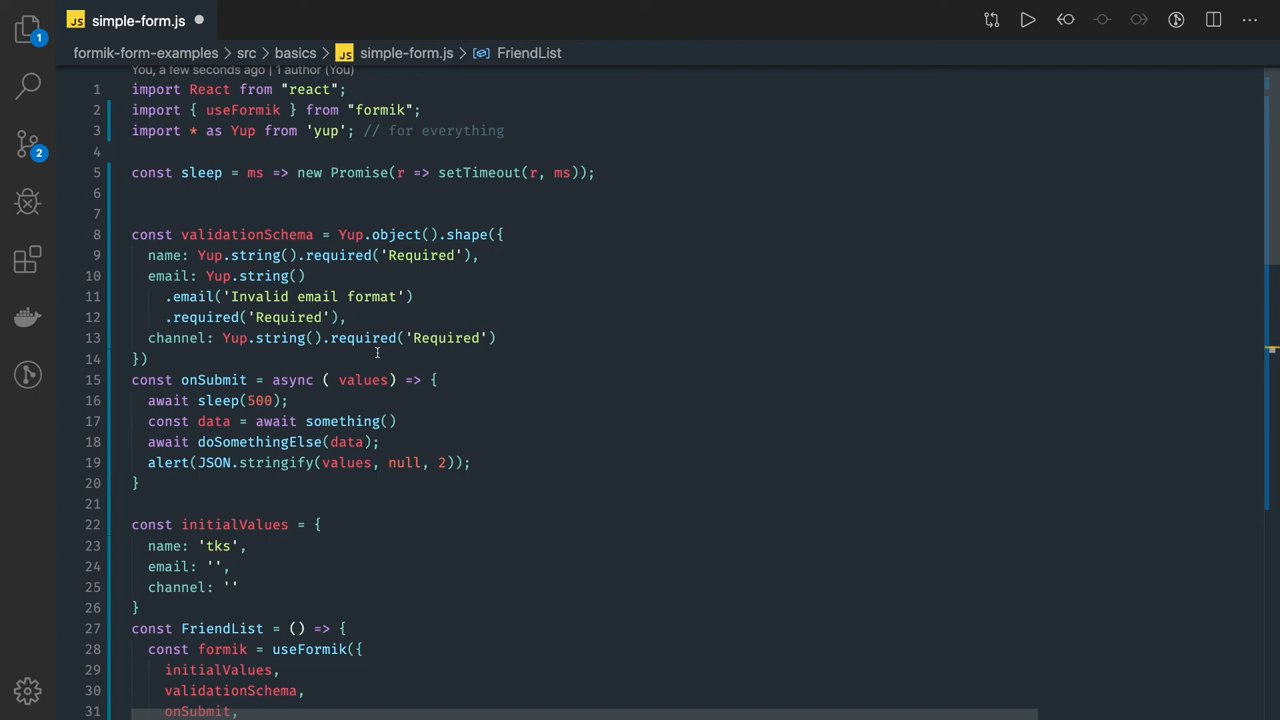 JS simple-form.js
formik-form-examples > src > basics > JS simple-form.js > FriendList
You, a few seconds ago | 1 author (You)
1 import React from "react";
2 import { useFormik } from "formik";
3 import * as Yup from 'yup'; // for everything
4
5 const sleep = ms => new Promise(r => setTimeout(r, ms));
6
7
8 const validationSchema = Yup.object().shape({
9 name: Yup.string().required('Required'),
10 email: Yup.string()
11 .email('Invalid email format')
12 .required('Required'),
13 channel: Yup.string().required('Required')
14 })
15 const onSubmit = async ( values) => {
16 await sleep(500);
17 const data = await something()
18 await doSomethingElse(data);
19 alert(JSON.stringify(values, null, 2));
20 }
21
22 const initialValues = {
23 name: 'tks',
24 email: '',
25 channel: ''
26 }
27 const FriendList = () => {
28 const formik = useFormik({
29 initialValues,
30 validationSchema,
31 onSubmit,
1
2